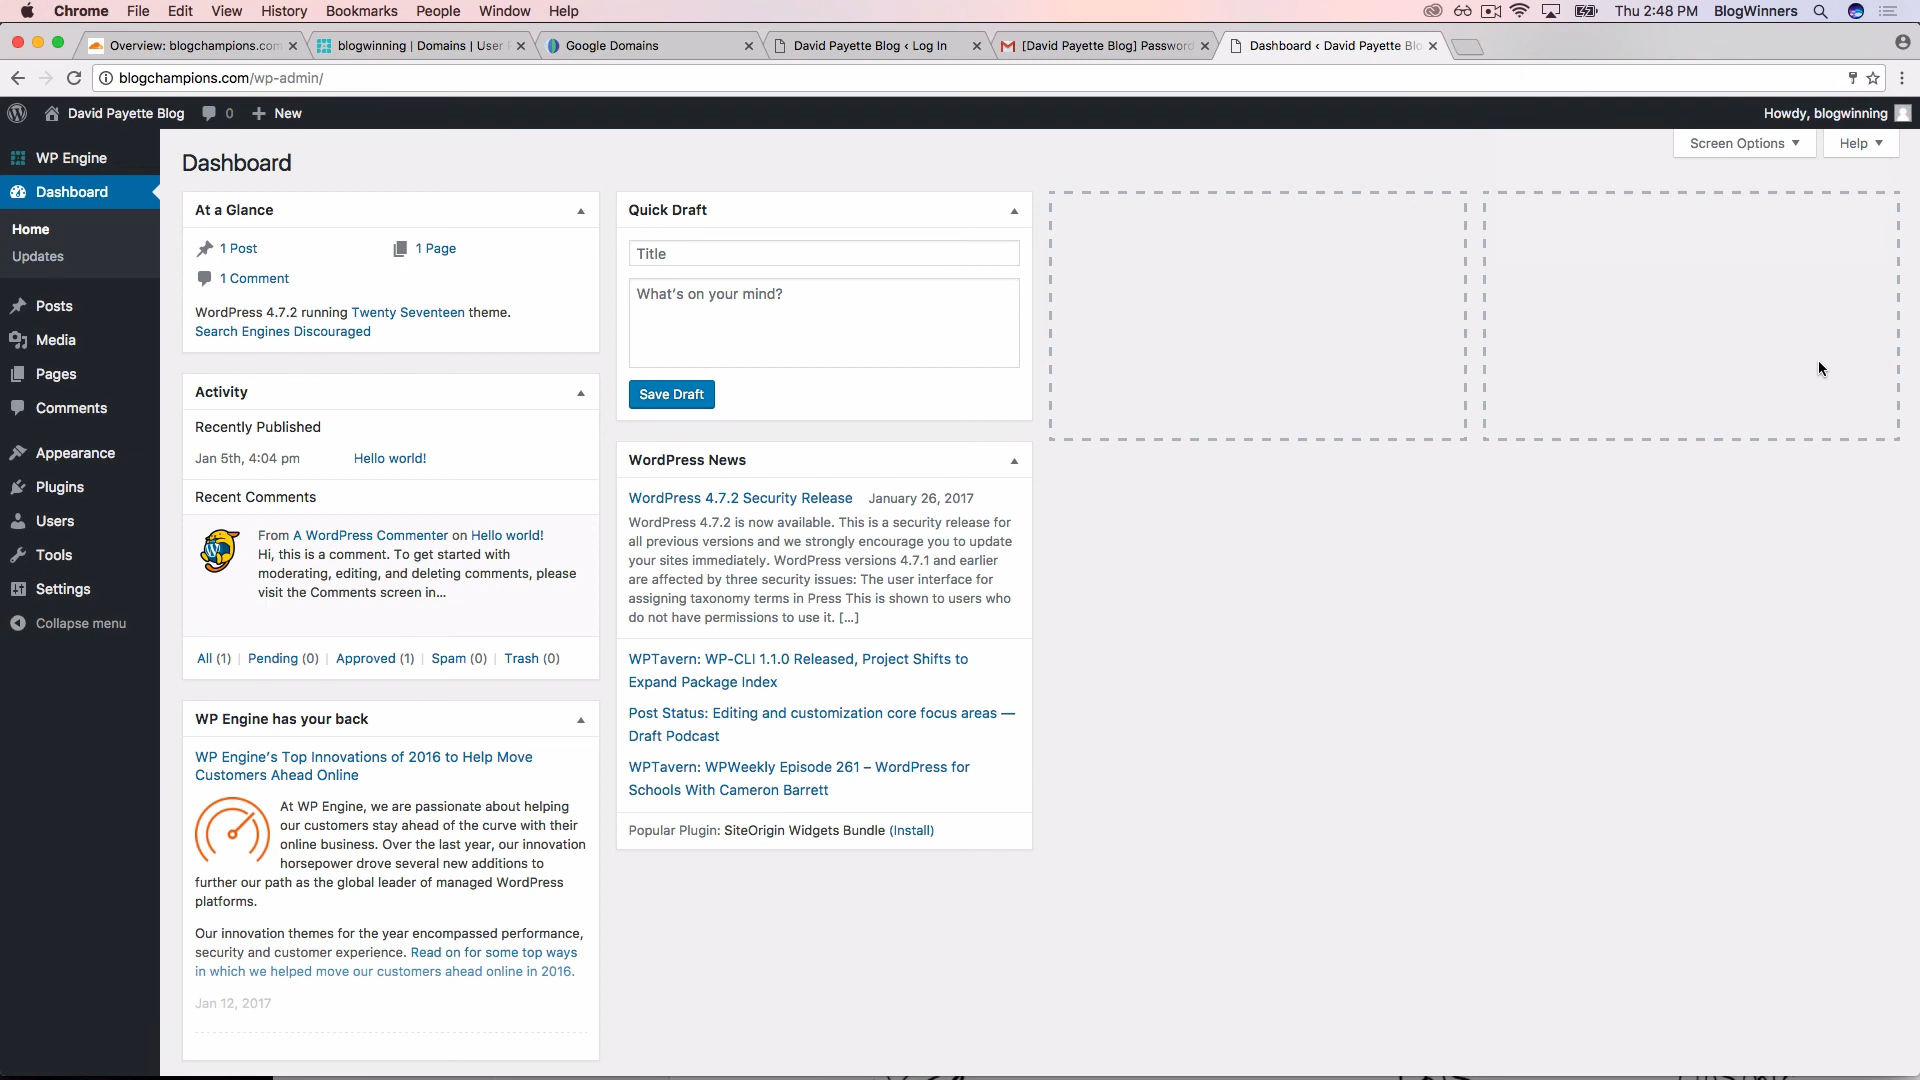 Chrome File Edit View History Bookmarks People Window Help Thu 2:48 PM BlogWinners
Overview: blogchampions.com blogwinning | Domains | User P Google Domains David Payette Blog ‹ Log In [David Payette Blog] Password Dashboard ‹ David Payette Blo
blogchampions.com/wp-admin/
David Payette Blog 0 New Howdy, blogwinning
WP Engine
Dashboard
Home
Updates
Posts
Media
Pages
Comments
Appearance
Plugins
Users
Tools
Settings
Collapse menu
Dashboard
Screen Options Help
At a Glance
1 Post 1 Page
1 Comment
WordPress 4.7.2 running Twenty Seventeen theme.
Search Engines Discouraged
Activity
Recently Published
Jan 5th, 4:04 pm Hello world!
Recent Comments
From A WordPress Commenter on Hello world!
Hi, this is a comment. To get started with
moderating, editing, and deleting comments, please
visit the Comments screen in...
All (1) | Pending (0) | Approved (1) | Spam (0) | Trash (0)
WP Engine has your back
WP Engine's Top Innovations of 2016 to Help Move
Customers Ahead Online
At WP Engine, we are passionate about helping
our customers stay ahead of the curve with their
online business. Over the last year, our innovation
horsepower drove several new additions to
further our path as the global leader of managed WordPress
platforms.
Our innovation themes for the year encompassed performance,
security and customer experience. Read on for some top ways
in which we helped move our customers ahead online in 2016.
Jan 12, 2017
Quick Draft
Title
What's on your mind?
Save Draft
WordPress News
WordPress 4.7.2 Security Release January 26, 2017
WordPress 4.7.2 is now available. This is a security release for
all previous versions and we strongly encourage you to update
your sites immediately. WordPress versions 4.7.1 and earlier
are affected by three security issues: The user interface for
assigning taxonomy terms in Press This is shown to users who
do not have permissions to use it. [...]
WPTavern: WP-CLI 1.1.0 Released, Project Shifts to
Expand Package Index
Post Status: Editing and customization core focus areas —
Draft Podcast
WPTavern: WPWeekly Episode 261 – WordPress for
Schools With Cameron Barrett
Popular Plugin: SiteOrigin Widgets Bundle (Install)